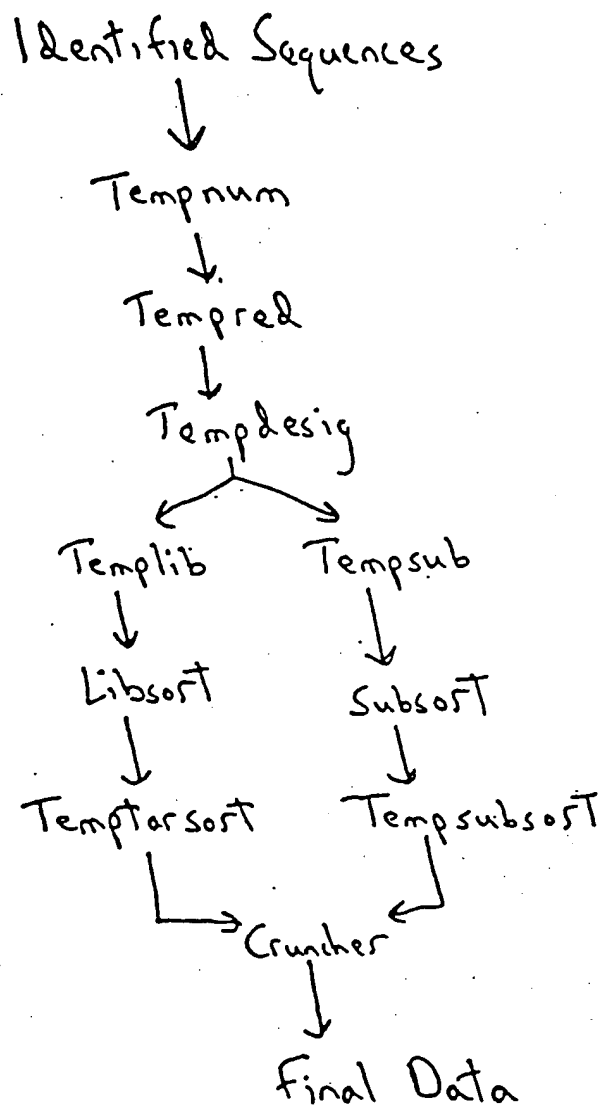 Identified Sequences
Tempnum
Tempred
Tempdesig
Templib Tempsub
Libsort Subsort
Temptarsort Tempsubsort
Cruncher
Final Data